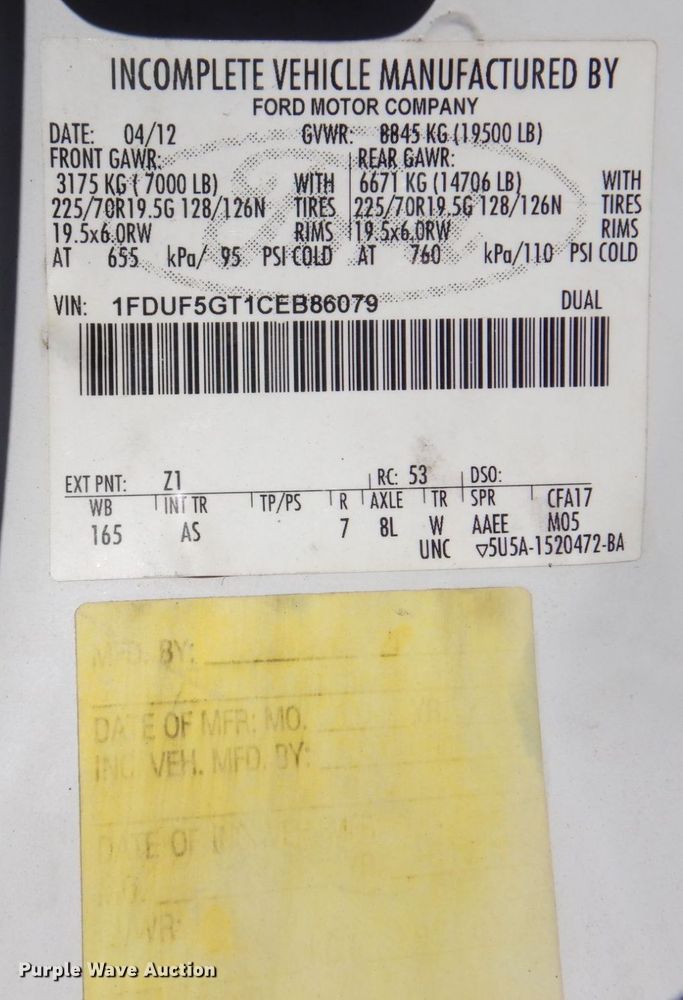 INCOMPLETE VEHICLE MANUFACTURED BY
FORD MOTOR COMPANY
DATE: 04/12 GVWR: 8845 KG (19500 LB)
FRONT GAWR: REAR GAWR:
3175 KG ( 7000 LB) WITH 6671 KG (14706 LB) WITH
225/70R19.5G 128/126N TIRES 225/70R19.5G 128/126N TIRES
19.5x6.0RW RIMS 19.5x6.0RW RIMS
AT 655 kPa/ 95 PSI COLD AT 760 kPa/110 PSI COLD
VIN: 1FDUF5GT1CEB86079 DUAL
EXT PNT: Z1 RC: 53 DSO:
WB INT TR TP/PS R AXLE TR SPR CFA17
165 AS 7 8L W AAEE M05
UNC ▽5U5A-1520472-BA
MFD. BY:
DATE OF MFR: MO. YR.
INC. VEH. MFD. BY:
DATE OF
MO.
Purple Wave Auction